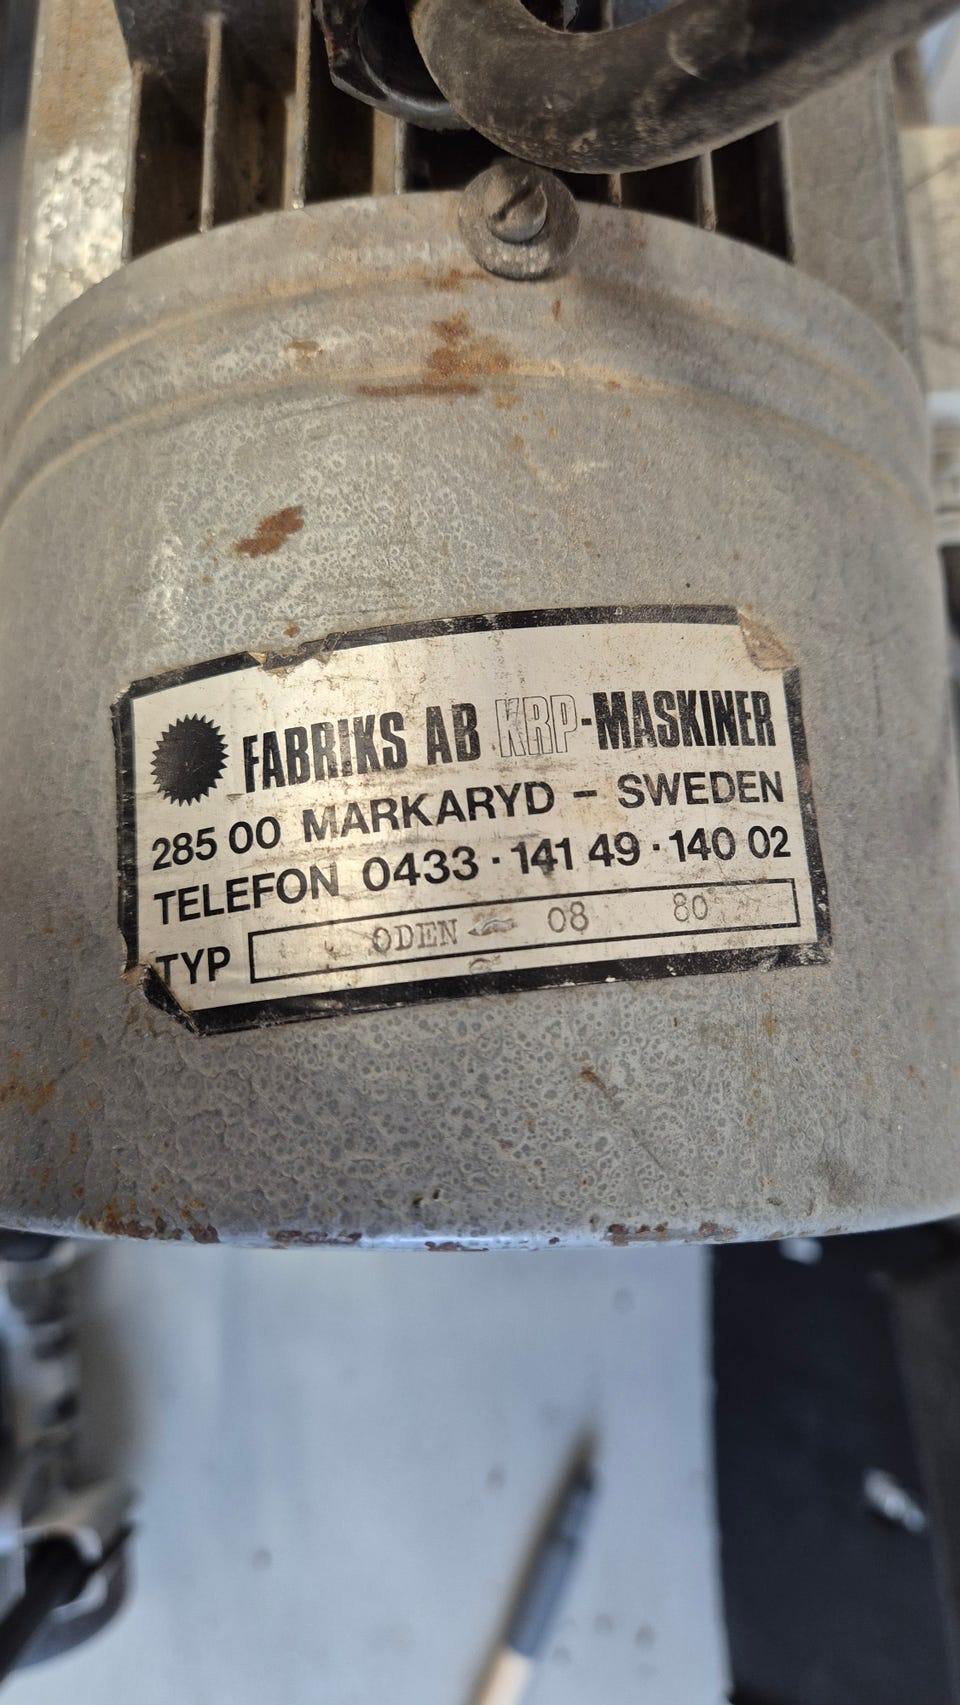 FABRIKS AB KRP-MASKINER
285 00 MARKARYD – SWEDEN
TELEFON 0433 · 141 49 · 140 02
TYP ODEN 08 80